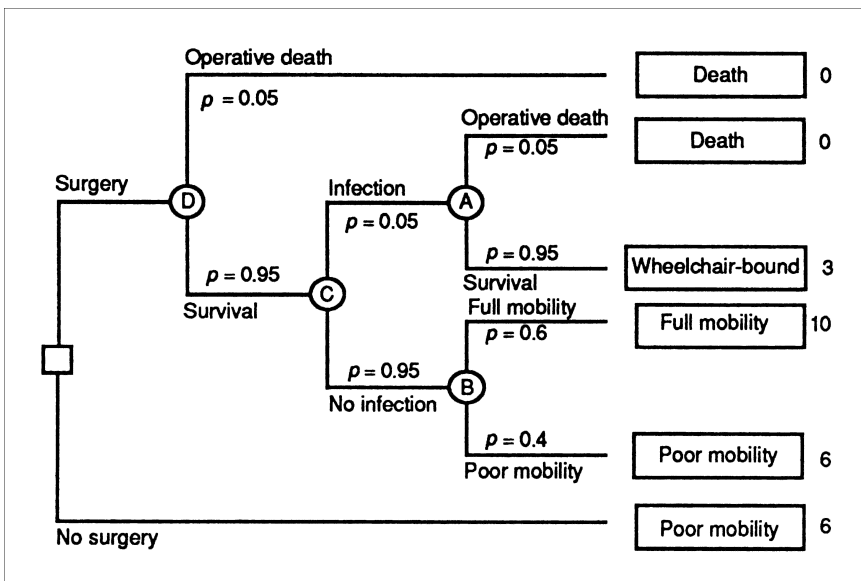 Operative death
p = 0.05
Death 0
Operative death
p = 0.05
Death 0
Surgery
D
Infection
p = 0.05
A
p = 0.95
Survival
C
p = 0.95
Survival
Wheelchair-bound 3
Full mobility
p = 0.6
Full mobility 10
p = 0.95
No infection
B
p = 0.4
Poor mobility
Poor mobility 6
No surgery
Poor mobility 6